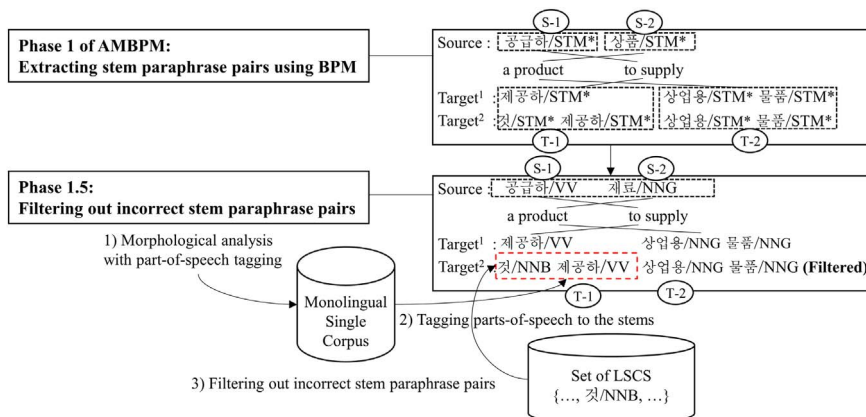 S-1 S-2
Phase 1 of AMBPM:
Extracting stem paraphrase pairs using BPM
Source : 공급하/STM* 상품/STM*
a product to supply
Target1 : 제공하/STM* 상업용/STM* 물품/STM*
Target2 : 것/STM* 제공하/STM* 상업용/STM* 물품/STM*
T-1 T-2
Phase 1.5:
Filtering out incorrect stem paraphrase pairs
S-1 S-2
Source : 공급하/VV 재료/NNG
a product to supply
Target1 : 제공하/VV 상업용/NNG 물품/NNG
Target2 : 것/NNB 제공하/VV 상업용/NNG 물품/NNG (Filtered)
T-1 T-2
1) Morphological analysis
with part-of-speech tagging
Monolingual
Single
Corpus
2) Tagging parts-of-speech to the stems
3) Filtering out incorrect stem paraphrase pairs
Set of LSCS
{…, 것/NNB, …}